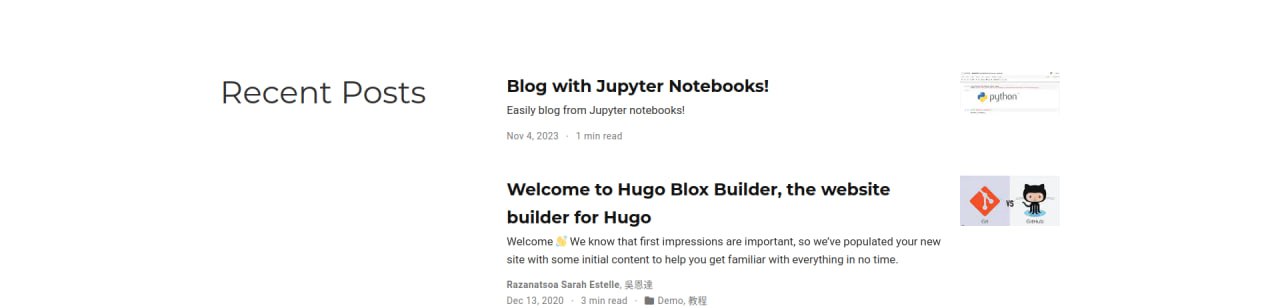 Recent Posts
Blog with Jupyter Notebooks!
Easily blog from Jupyter notebooks!
Nov 4, 2023 · 1 min read
python
Welcome to Hugo Blox Builder, the website
builder for Hugo
Welcome 👋 We know that first impressions are important, so we've populated your new
site with some initial content to help you get familiar with everything in no time.
Razanatsoa Sarah Estelle, 吳恩達
Dec 13, 2020 · 3 min read · Demo, 教程
VS
Git
GitHub